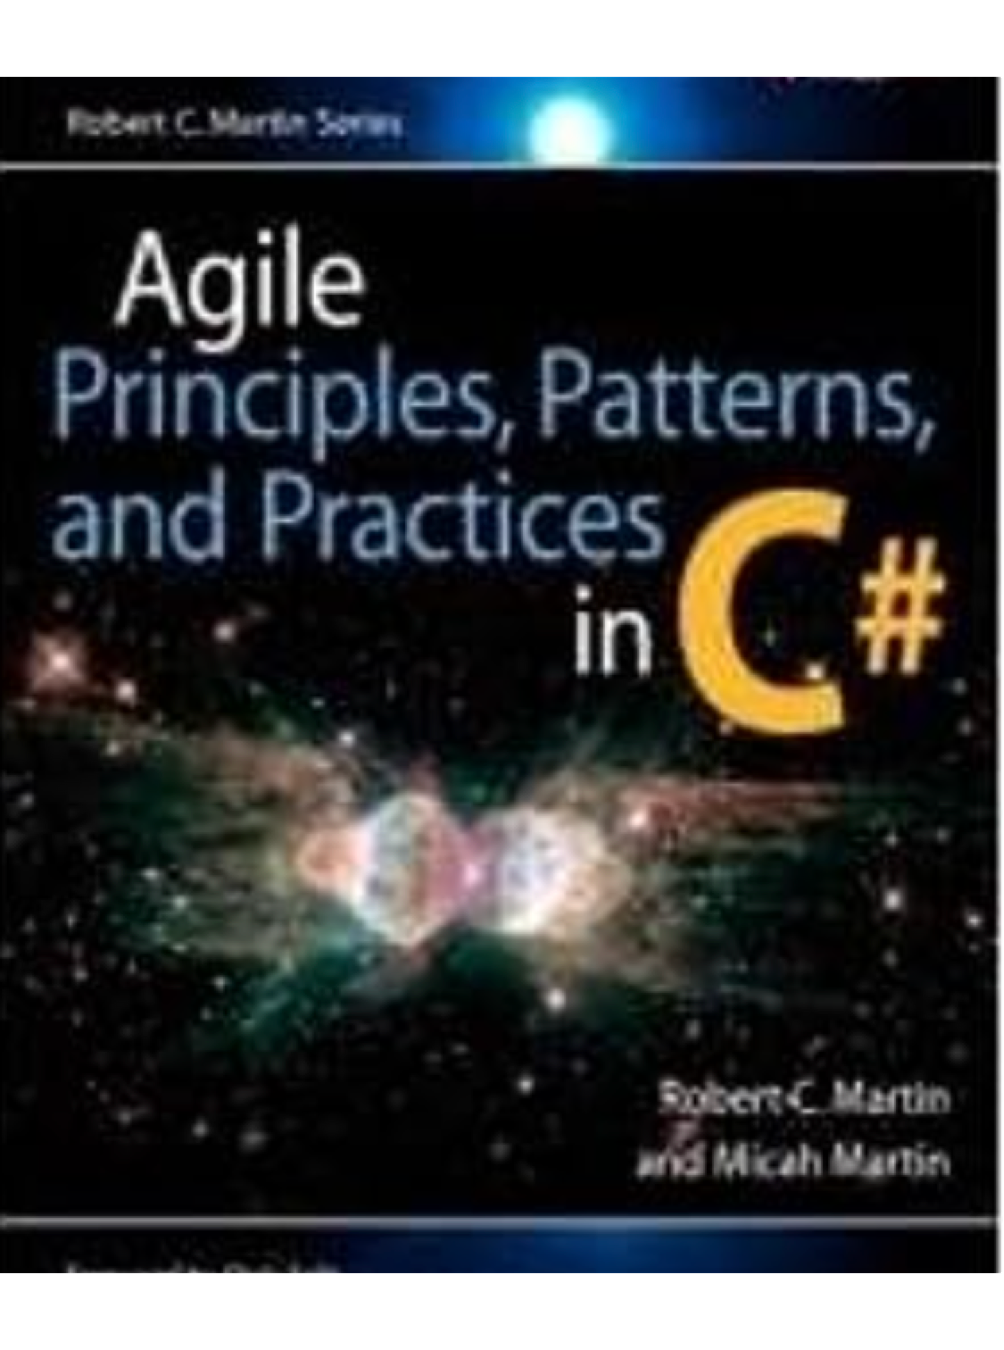 Robert C. Martin Series
Agile
Principles, Patterns,
and Practices
in C#
Robert C. Martin
and Micah Martin